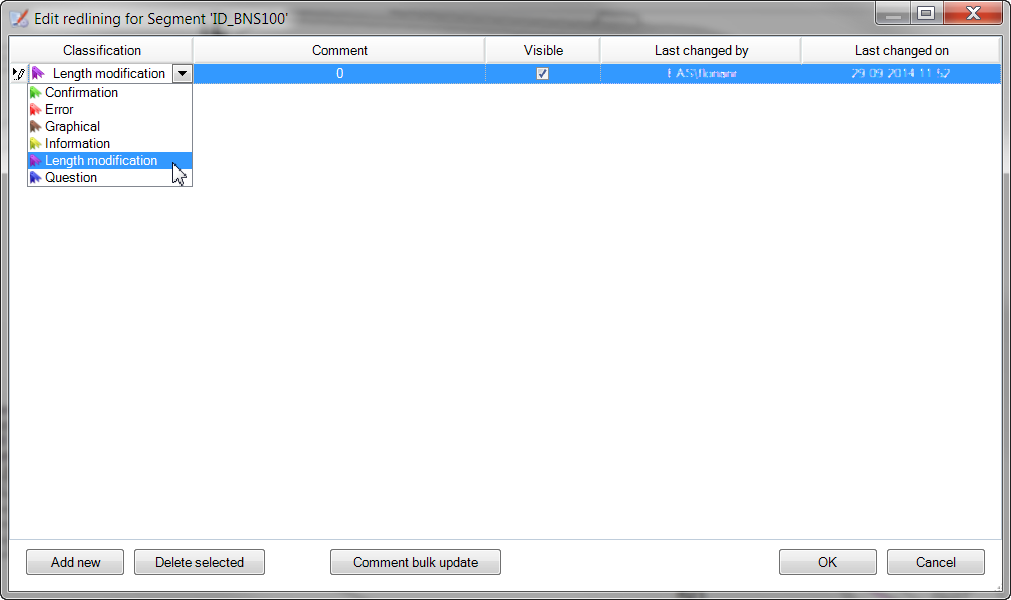 Edit redlining for Segment 'ID_BNS100'
Classification Comment Visible Last changed by Last changed on
Length modification 0 29.09.2014 11:52
Confirmation
Error
Graphical
Information
Length modification
Question
Add new Delete selected Comment bulk update OK Cancel